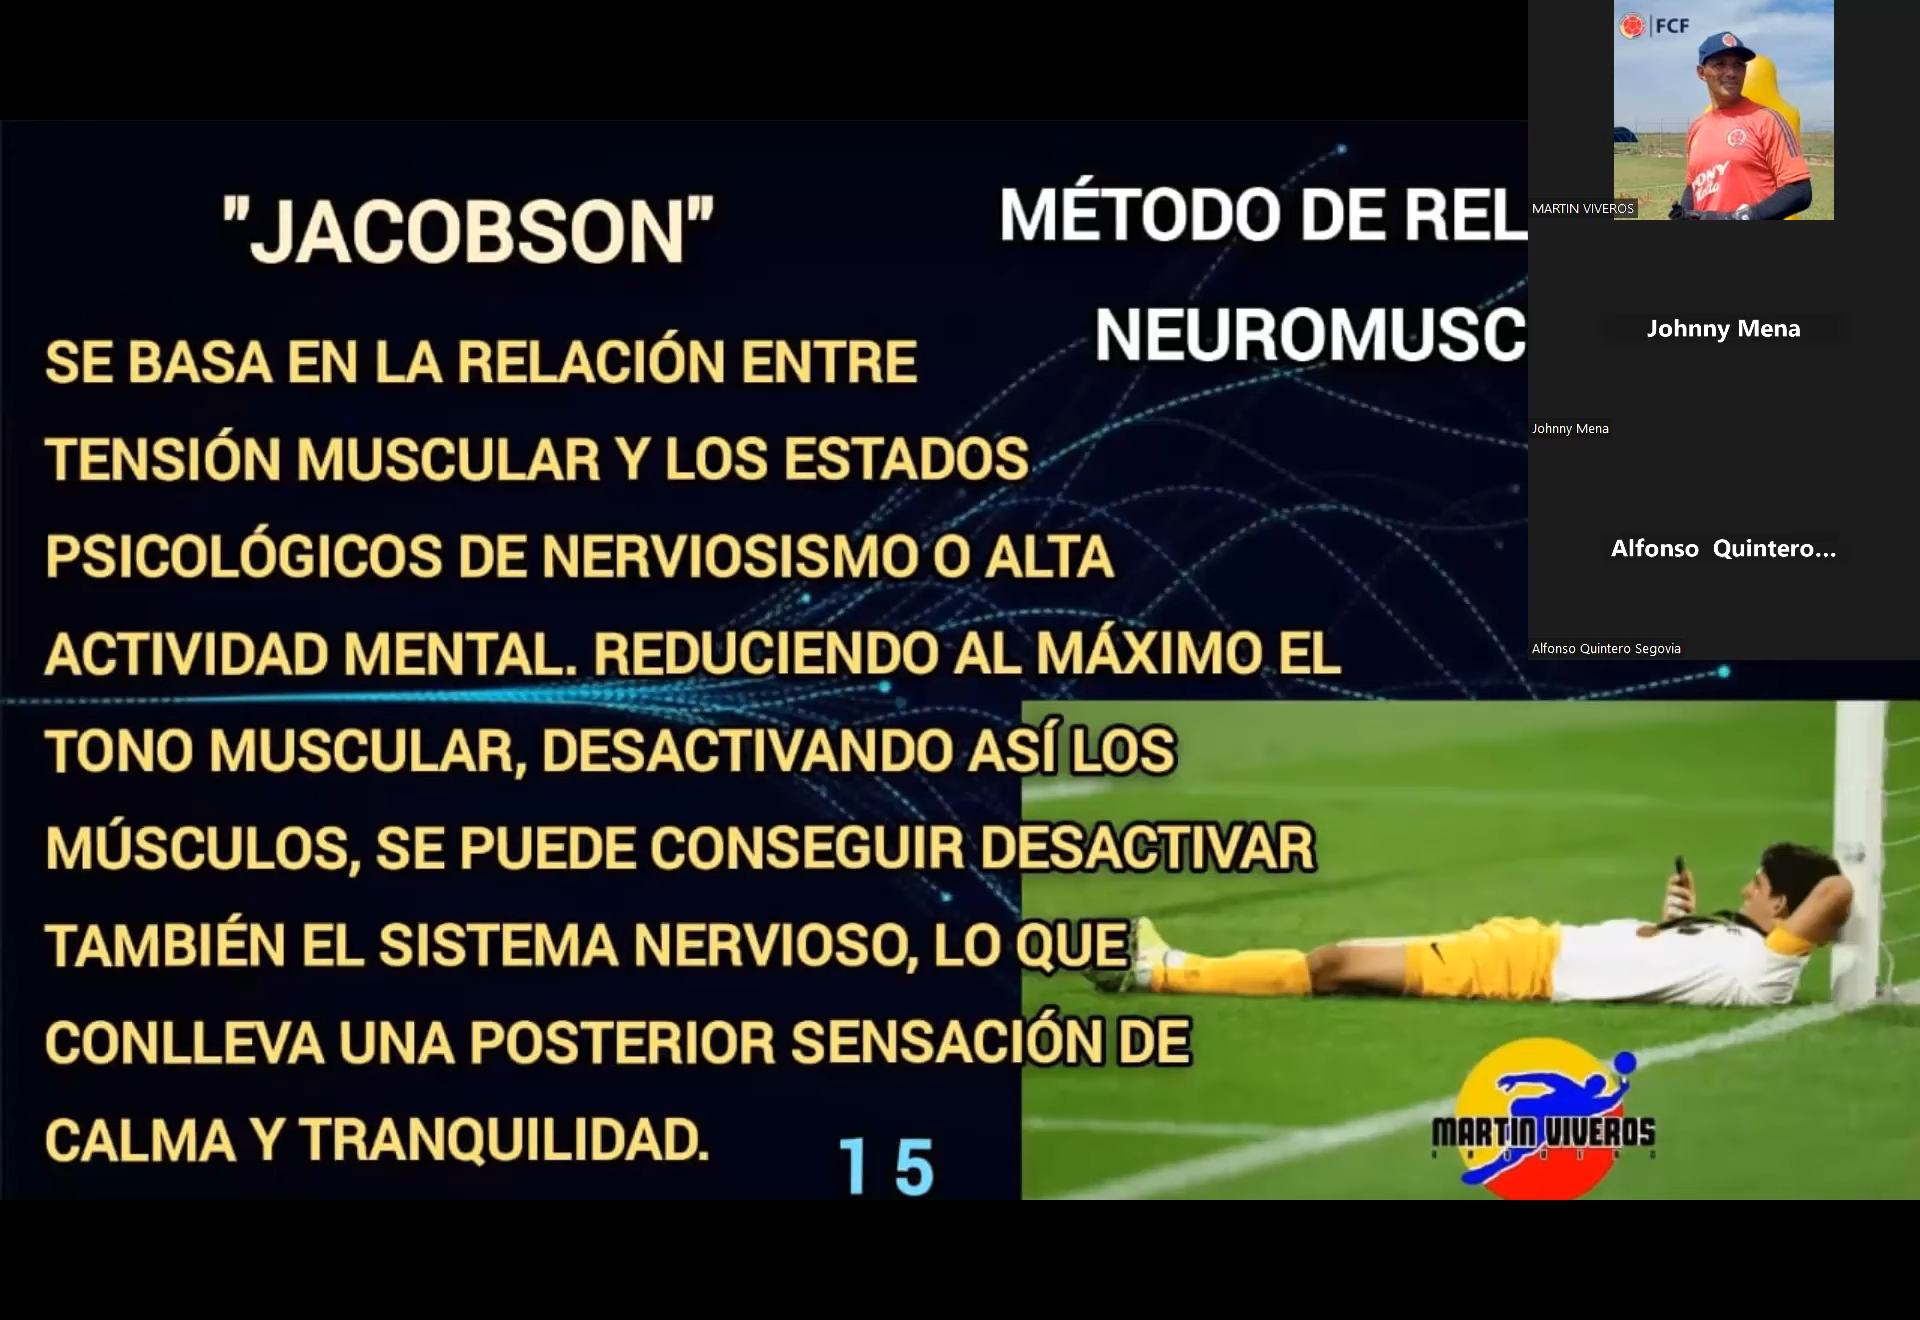 "JACOBSON"
SE BASA EN LA RELACIÓN ENTRE
TENSIÓN MUSCULAR Y LOS ESTADOS
PSICOLÓGICOS DE NERVIOSISMO O ALTA
ACTIVIDAD MENTAL. REDUCIENDO AL MÁXIMO EL
TONO MUSCULAR, DESACTIVANDO ASÍ LOS
MÚSCULOS, SE PUEDE CONSEGUIR DESACTIVAR
TAMBIÉN EL SISTEMA NERVIOSO, LO QUE
CONLLEVA UNA POSTERIOR SENSACIÓN DE
CALMA Y TRANQUILIDAD.
15
MÉTODO DE REL
NEUROMUSC
FCF
MARTIN VIVEROS
Johnny Mena
Johnny Mena
Alfonso Quintero...
Alfonso Quintero Segovia
MARTIN VIVEROS